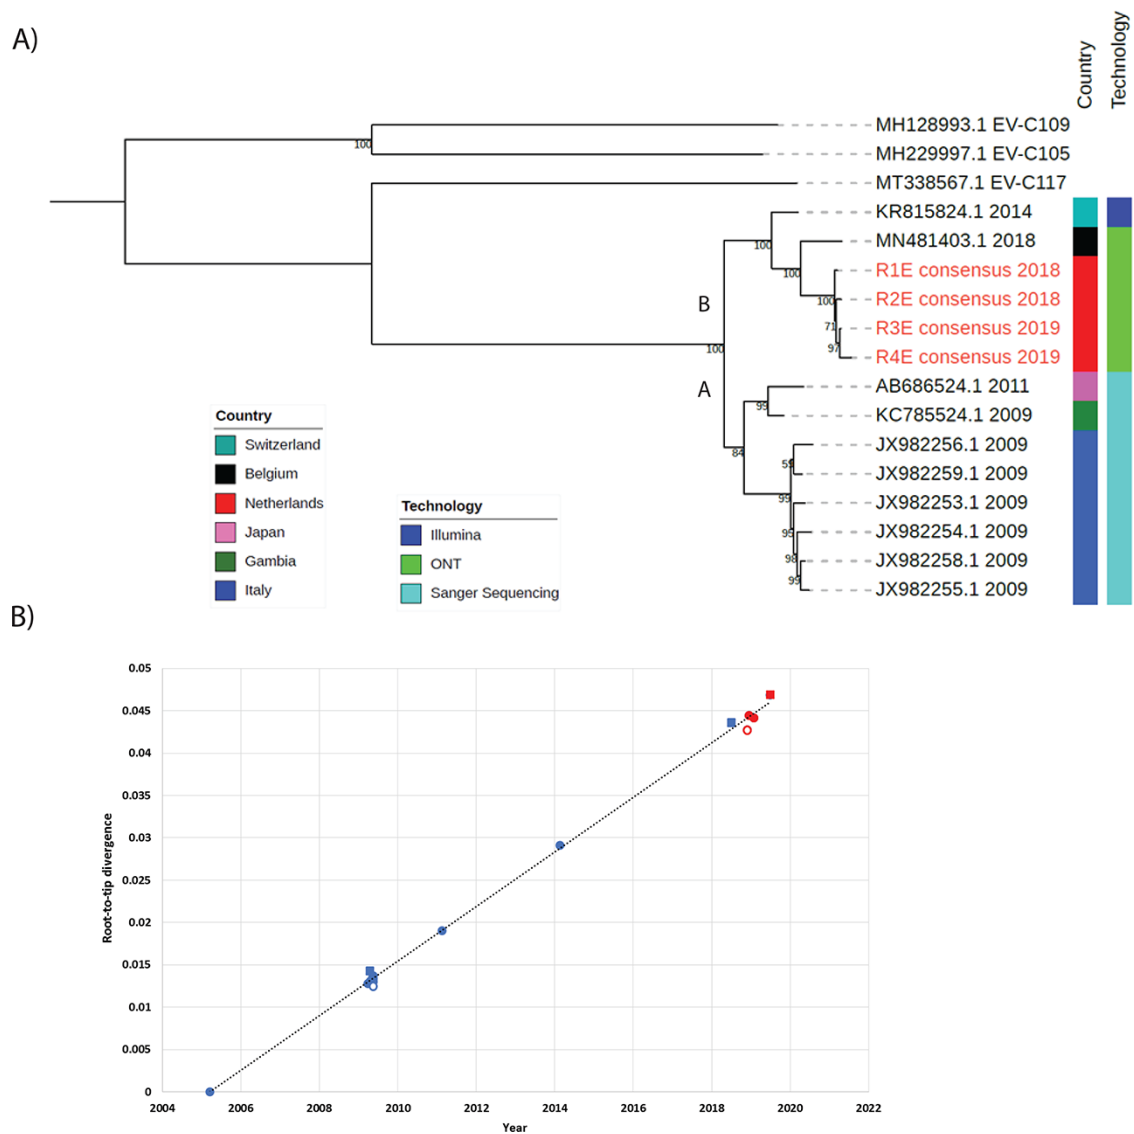 A)
Country
Technology
MH128993.1 EV-C109
100
MH229997.1 EV-C105
MT338567.1 EV-C117
KR815824.1 2014
100
MN481403.1 2018
100
R1E consensus 2018
R2E consensus 2018
100
B
R3E consensus 2019
71
R4E consensus 2019
97
100
AB686524.1 2011
A
99
KC785524.1 2009
JX982256.1 2009
84
59
JX982259.1 2009
99
JX982253.1 2009
JX982254.1 2009
95
JX982258.1 2009
98
JX982255.1 2009
99
Country
Switzerland
Belgium
Netherlands
Japan
Gambia
Italy
Technology
Illumina
ONT
Sanger Sequencing
B)
0.05
0.045
0.04
0.035
0.03
0.025
0.02
0.015
0.01
0.005
0
Root-to-tip divergence
2004 2006 2008 2010 2012 2014 2016 2018 2020 2022
Year